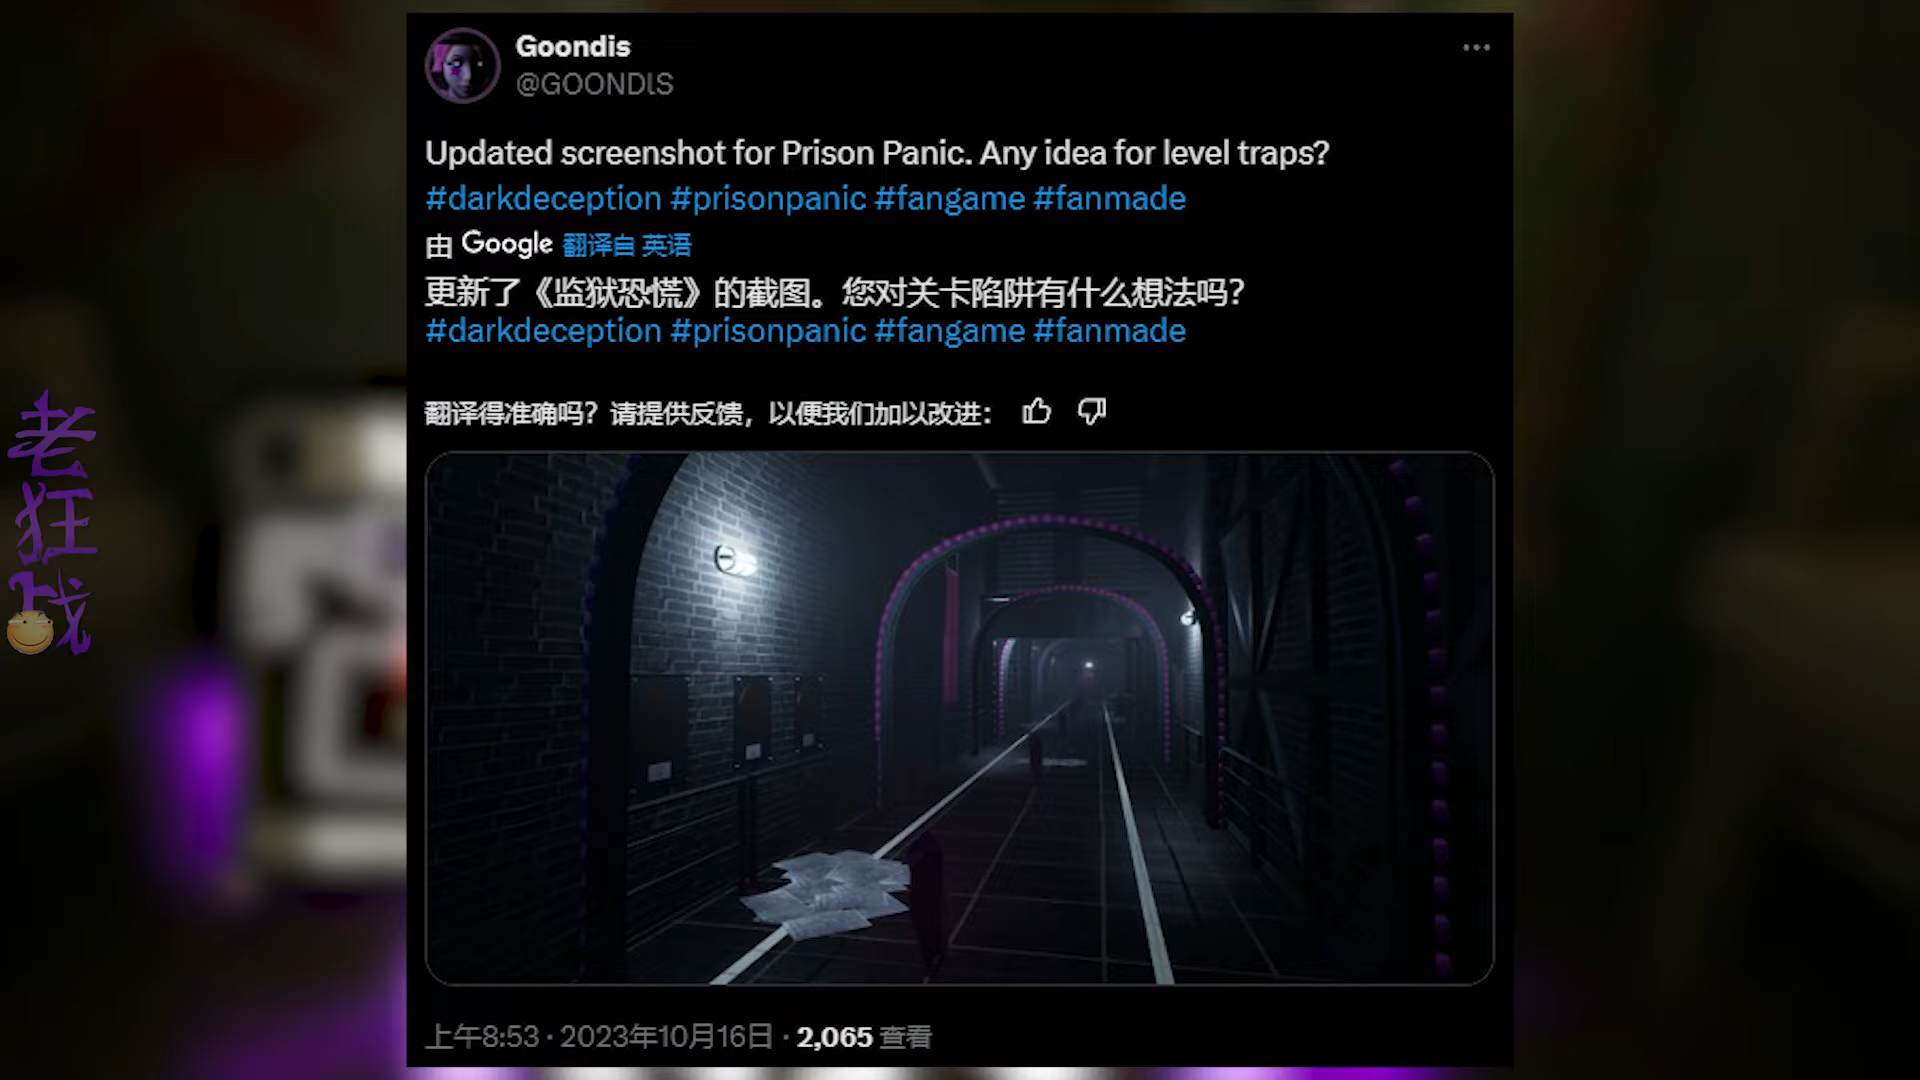 Goondis
@GOONDlS
Updated screenshot for Prison Panic. Any idea for level traps?
#darkdeception #prisonpanic #fangame #fanmade
由 Google 翻译自 英语
更新了《监狱恐慌》的截图。您对关卡陷阱有什么想法吗？
#darkdeception #prisonpanic #fangame #fanmade
翻译得准确吗？请提供反馈，以便我们加以改进：
上午8:53 · 2023年10月16日 · 2,065 查看
老狂戏